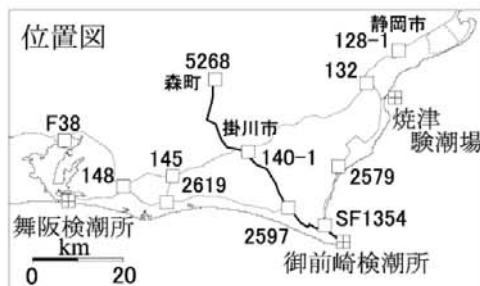 位置図
静岡市
128-1
5268
132
森町
焼津
験潮場
F38
掛川市
140-1
145
2579
148
2619
SF1354
舞阪検潮所
2597
km
御前崎検潮所
0
20